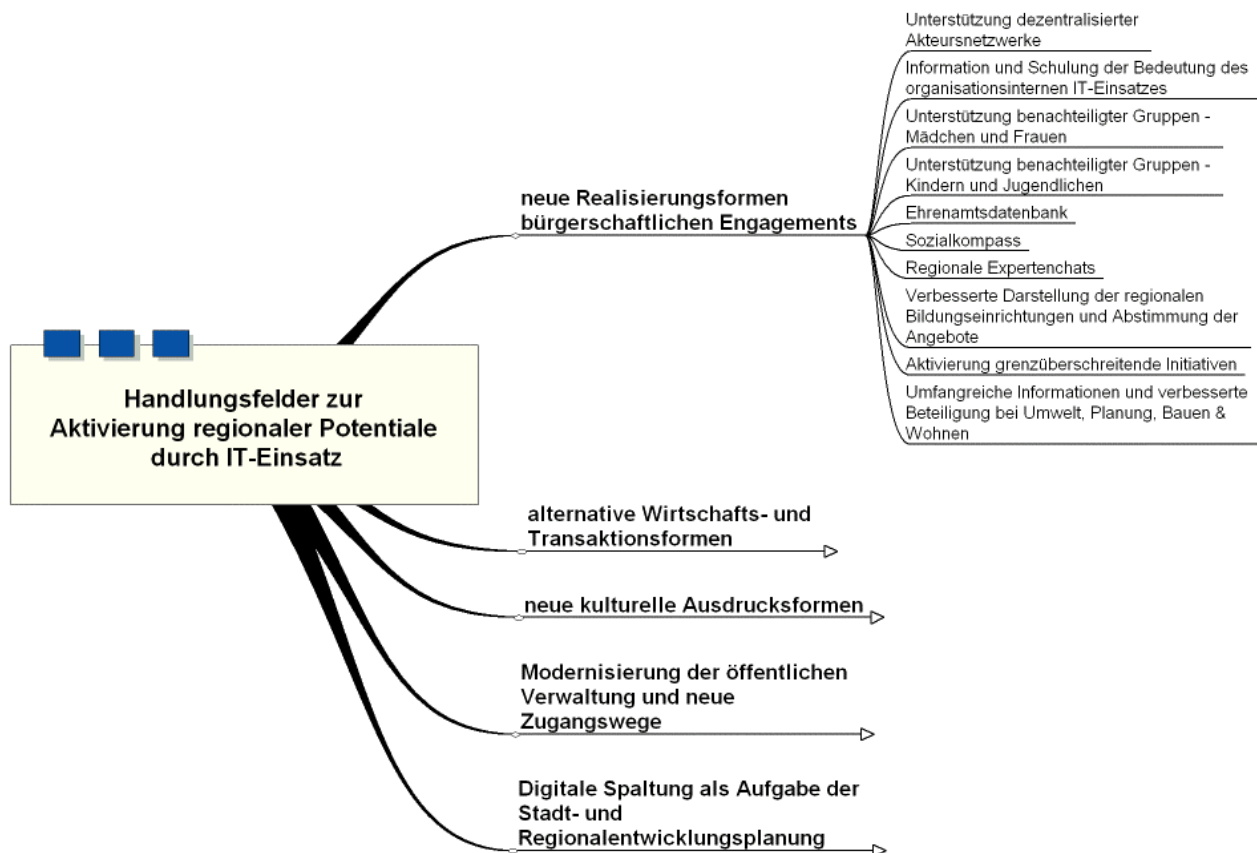 Handlungsfelder zur
Aktivierung regionaler Potentiale
durch IT-Einsatz
neue Realisierungsformen
bürgerschaftlichen Engagements
Unterstützung dezentralisierter
Akteursnetzwerke
Information und Schulung der Bedeutung des
organisationsinternen IT-Einsatzes
Unterstützung benachteiligter Gruppen -
Mädchen und Frauen
Unterstützung benachteiligter Gruppen -
Kindern und Jugendlichen
Ehrenamtsdatenbank
Sozialkompass
Regionale Expertenchats
Verbesserte Darstellung der regionalen
Bildungseinrichtungen und Abstimmung der
Angebote
Aktivierung grenzüberschreitende Initiativen
Umfangreiche Informationen und verbesserte
Beteiligung bei Umwelt, Planung, Bauen &
Wohnen
alternative Wirtschafts- und
Transaktionsformen
neue kulturelle Ausdrucksformen
Modernisierung der öffentlichen
Verwaltung und neue
Zugangswege
Digitale Spaltung als Aufgabe der
Stadt- und
Regionalentwicklungsplanung